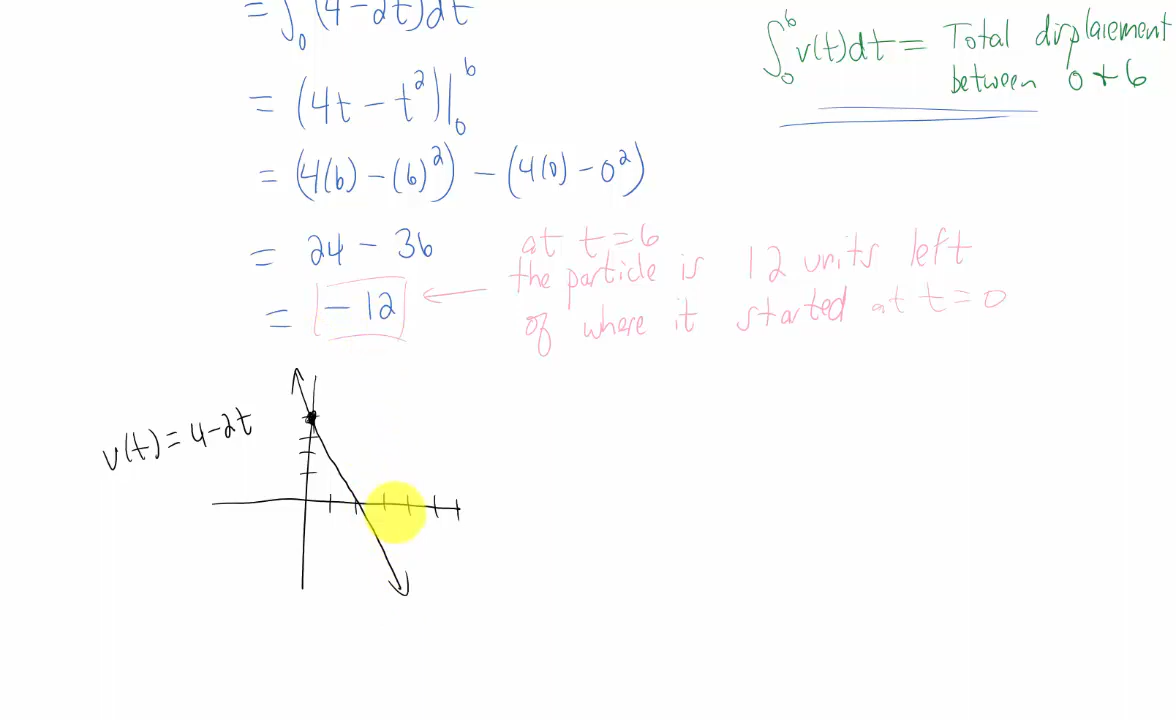 = ∫₀ (4-2t)dt
∫₀⁶ v(t)dt = Total displacement
between 0 + 6
= (4t - t²)|₀⁶
= (4(6) - (6)²) - (4(0) - 0²)
= 24 - 36
= -12
at t=6
the particle is 12 units left
of where it started at t=0
v(t) = 4-2t